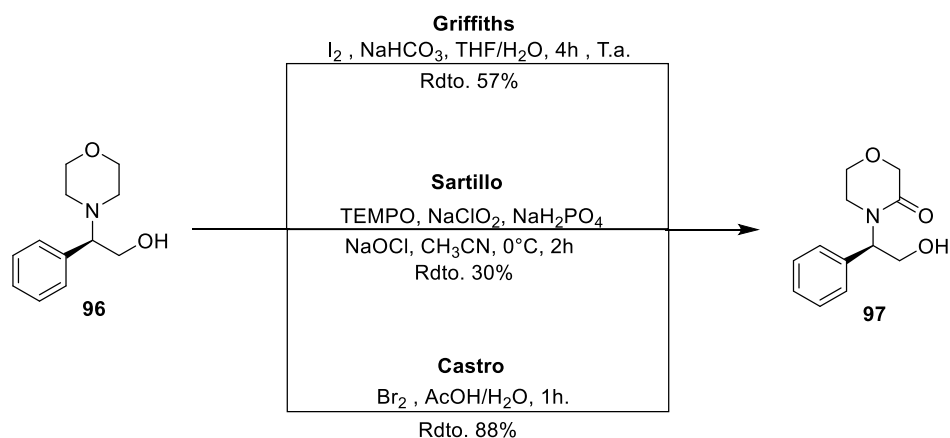 Griffiths
I₂ , NaHCO₃, THF/H₂O, 4h , T.a.
Rdto. 57%
Sartillo
TEMPO, NaClO₂, NaH₂PO₄
NaOCl, CH₃CN, 0°C, 2h
Rdto. 30%
Castro
Br₂ , AcOH/H₂O, 1h.
Rdto. 88%
O
N
OH
96
O
N
O
OH
97